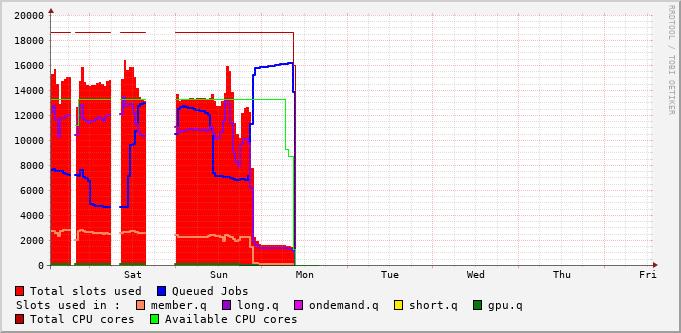 20000
18000
16000
14000
12000
10000
8000
6000
4000
2000
0
Sat Sun Mon Tue Wed Thu Fri
RRDTOOL / TOBI OETIKER
Total slots used Queued Jobs
Slots used in : member.q long.q ondemand.q short.q gpu.q
Total CPU cores Available CPU cores